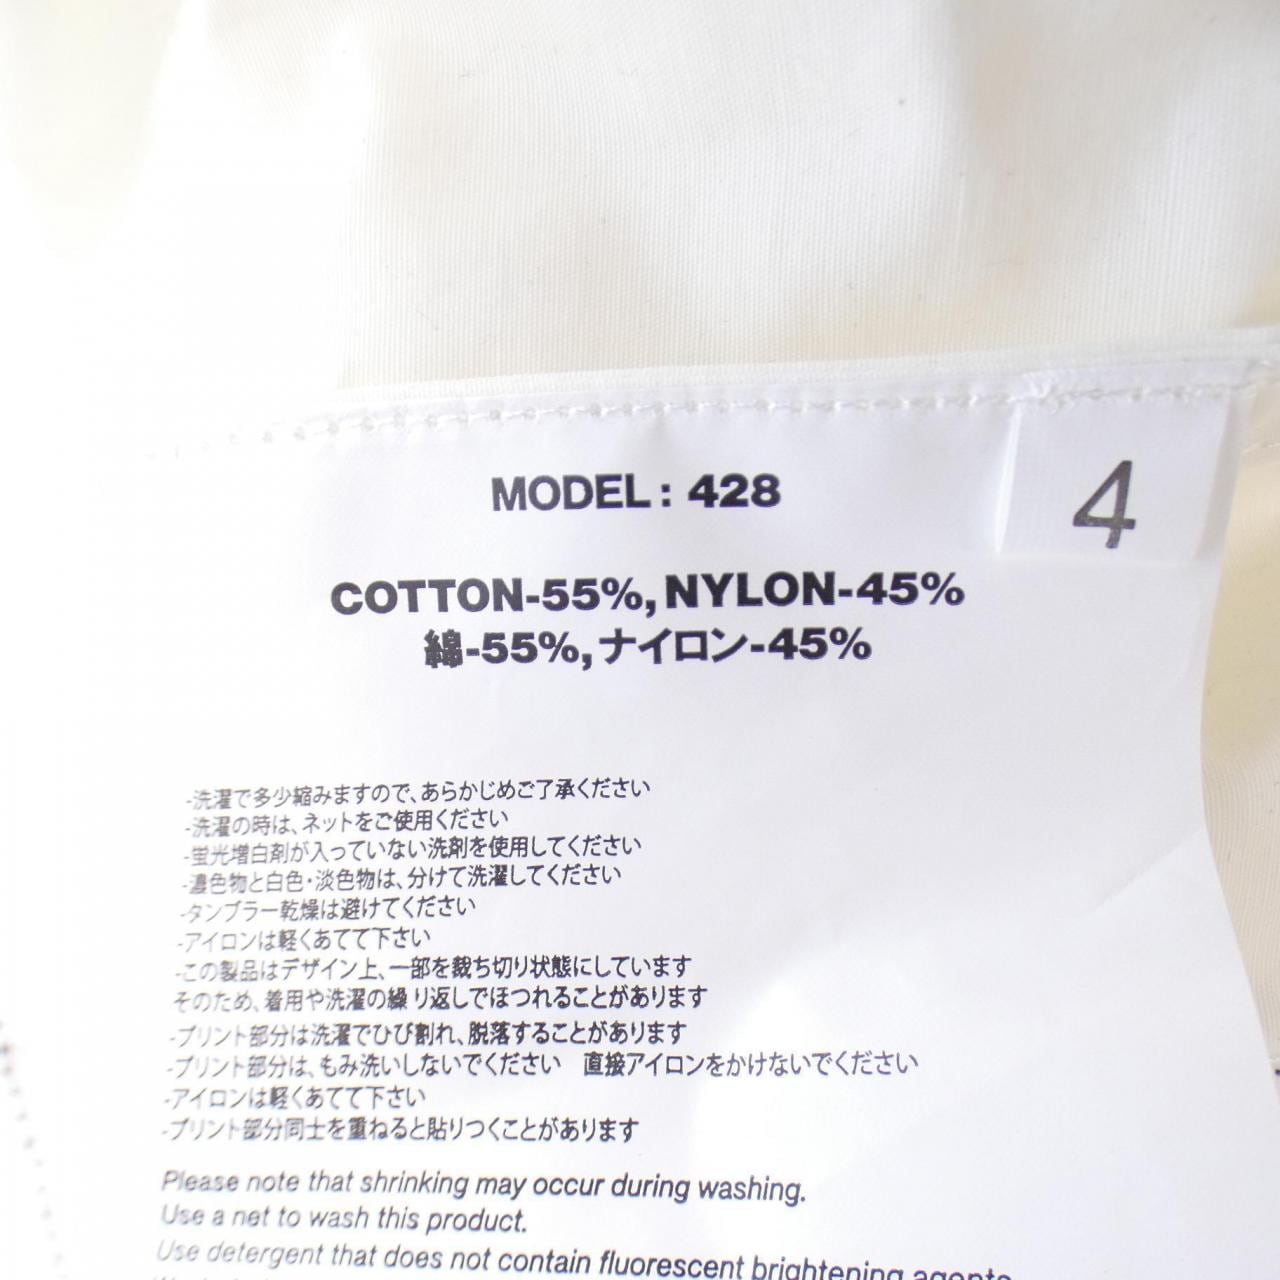 MODEL : 428
4
COTTON-55%, NYLON-45%
綿-55%, ナイロン-45%
-洗濯で多少縮みますので、あらかじめご了承ください
-洗濯の時は、ネットをご使用ください
-蛍光増白剤が入っていない洗剤を使用してください
-濃色物と白色・淡色物は、分けて洗濯してください
-タンブラー乾燥は避けてください
-アイロンは軽くあてて下さい
-この製品はデザイン上、一部を裁ち切り状態にしています
そのため、着用や洗濯の繰り返しでほつれることがあります
-プリント部分は洗濯でひび割れ、脱落することがあります
-プリント部分は、もみ洗いしないでください 直接アイロンをかけないでください
-アイロンは軽くあてて下さい
-プリント部分同士を重ねると貼りつくことがあります
Please note that shrinking may occur during washing.
Use a net to wash this product.
Use detergent that does not contain fluorescent brightening agents